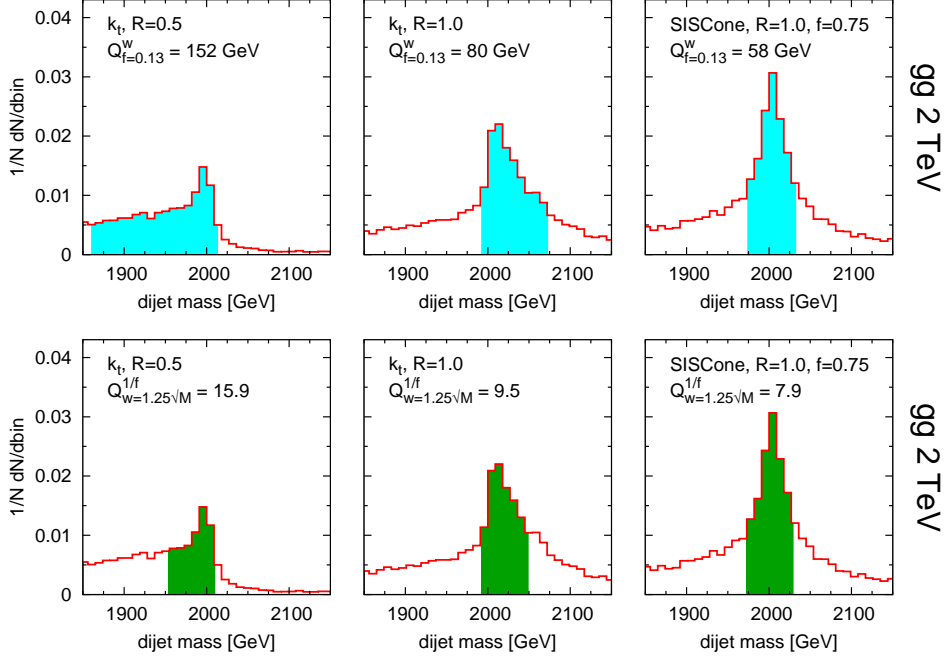 k_t, R=0.5
Q^w_{f=0.13} = 152 GeV
k_t, R=1.0
Q^w_{f=0.13} = 80 GeV
SISCone, R=1.0, f=0.75
Q^w_{f=0.13} = 58 GeV
gg 2 TeV
1/N dN/dbin
0.04
0.03
0.02
0.01
0
1900 2000 2100
1900 2000 2100
1900 2000 2100
dijet mass [GeV]
dijet mass [GeV]
dijet mass [GeV]
k_t, R=0.5
Q^{1/f}_{w=1.25√M} = 15.9
k_t, R=1.0
Q^{1/f}_{w=1.25√M} = 9.5
SISCone, R=1.0, f=0.75
Q^{1/f}_{w=1.25√M} = 7.9
gg 2 TeV
1/N dN/dbin
0.04
0.03
0.02
0.01
0
1900 2000 2100
1900 2000 2100
1900 2000 2100
dijet mass [GeV]
dijet mass [GeV]
dijet mass [GeV]